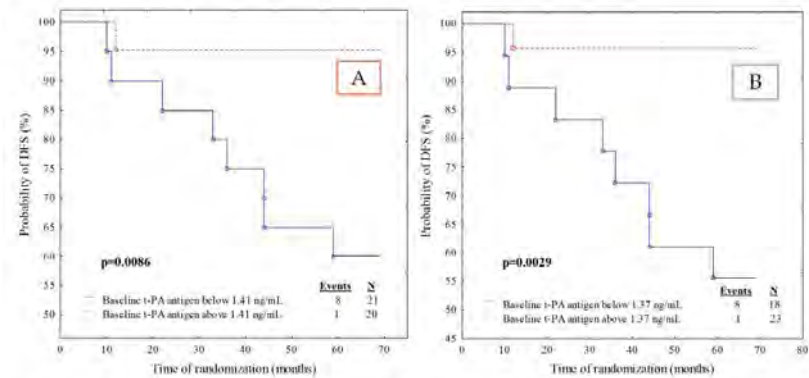 A
Probability of DFS (%)
100
95
90
85
80
75
70
65
60
55
50
p=0.0086
Events N
Baseline t-PA antigen below 1.41 ng/mL 8 21
Baseline t-PA antigen above 1.41 ng/mL 1 20
0 10 20 30 40 50 60 70 80
Time of randomization (months)
B
Probability of DFS (%)
100
95
90
85
80
75
70
65
60
55
50
p=0.0029
Events N
Baseline t-PA antigen below 1.37 ng/mL 8 18
Baseline t-PA antigen above 1.37 ng/mL 1 23
0 10 20 30 40 50 60 70 80
Time of randomization (months)